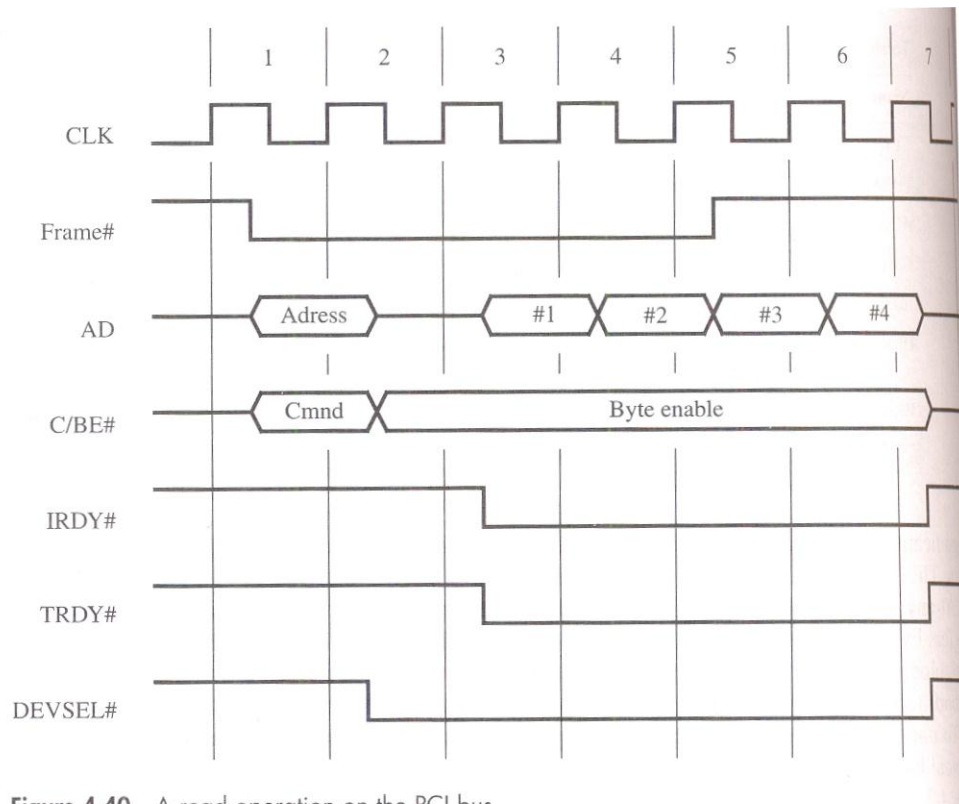 1 2 3 4 5 6 7
CLK
Frame#
AD Adress #1 #2 #3 #4
C/BE# Cmnd Byte enable
IRDY#
TRDY#
DEVSEL#
Figure 4.40 A read operation on the PCI bus